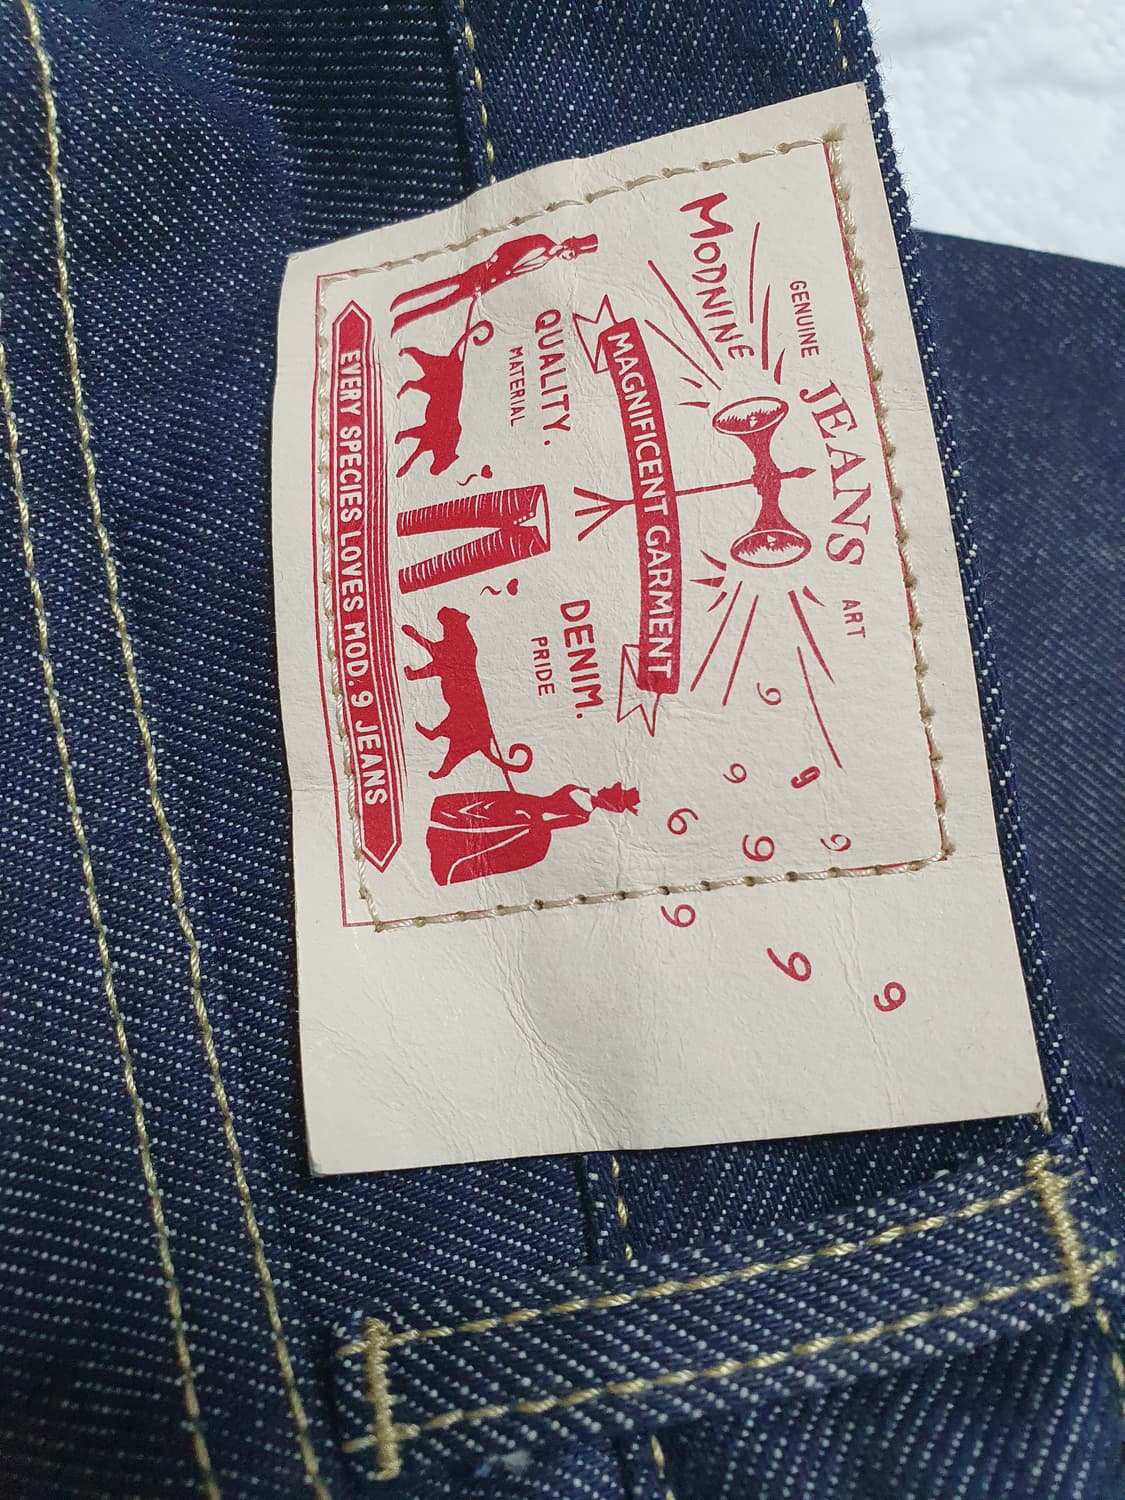 GENUINE JEANS ART
MODNINE
9
9
9
9
9
9
9
6
9
MAGNIFICENT GARMENT
QUALITY. DENIM.
MATERIAL PRIDE
EVERY SPECIES LOVES MOD. 9 JEANS